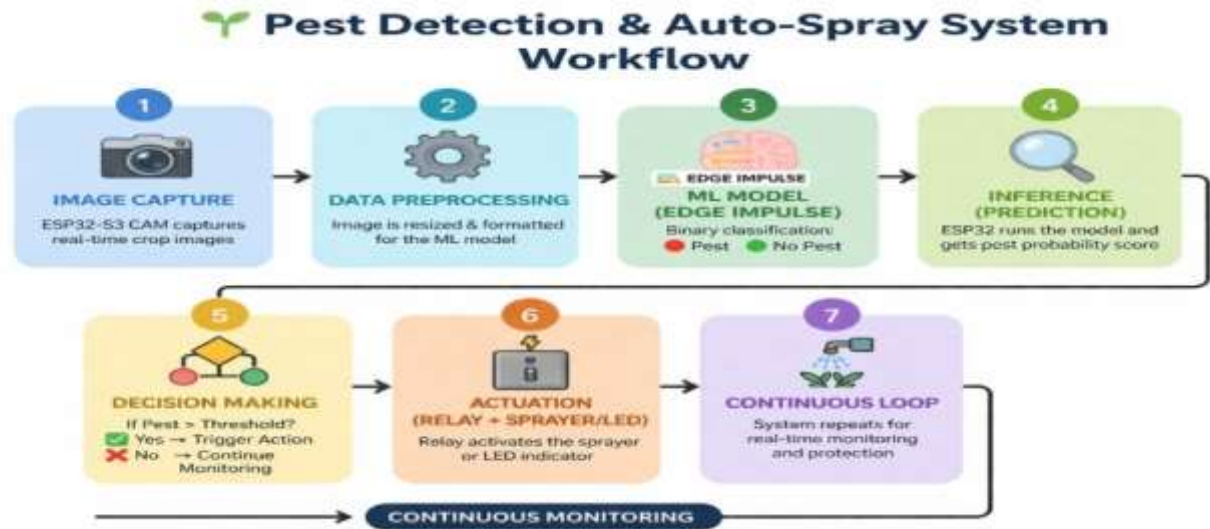 Pest Detection & Auto-Spray System
Workflow
1
IMAGE CAPTURE
ESP32-S3 CAM captures
real-time crop images
2
DATA PREPROCESSING
Image is resized & formatted
for the ML model
3
EDGE IMPULSE
ML MODEL
(EDGE IMPULSE)
Binary classification:
Pest No Pest
4
INFERENCE
(PREDICTION)
ESP32 runs the model and
gets pest probability score
5
DECISION MAKING
If Pest > Threshold?
Yes → Trigger Action
No → Continue
Monitoring
6
ACTUATION
(RELAY + SPRAYER/LED)
Relay activates the sprayer
or LED indicator
7
CONTINUOUS LOOP
System repeats for
real-time monitoring
and protection
CONTINUOUS MONITORING